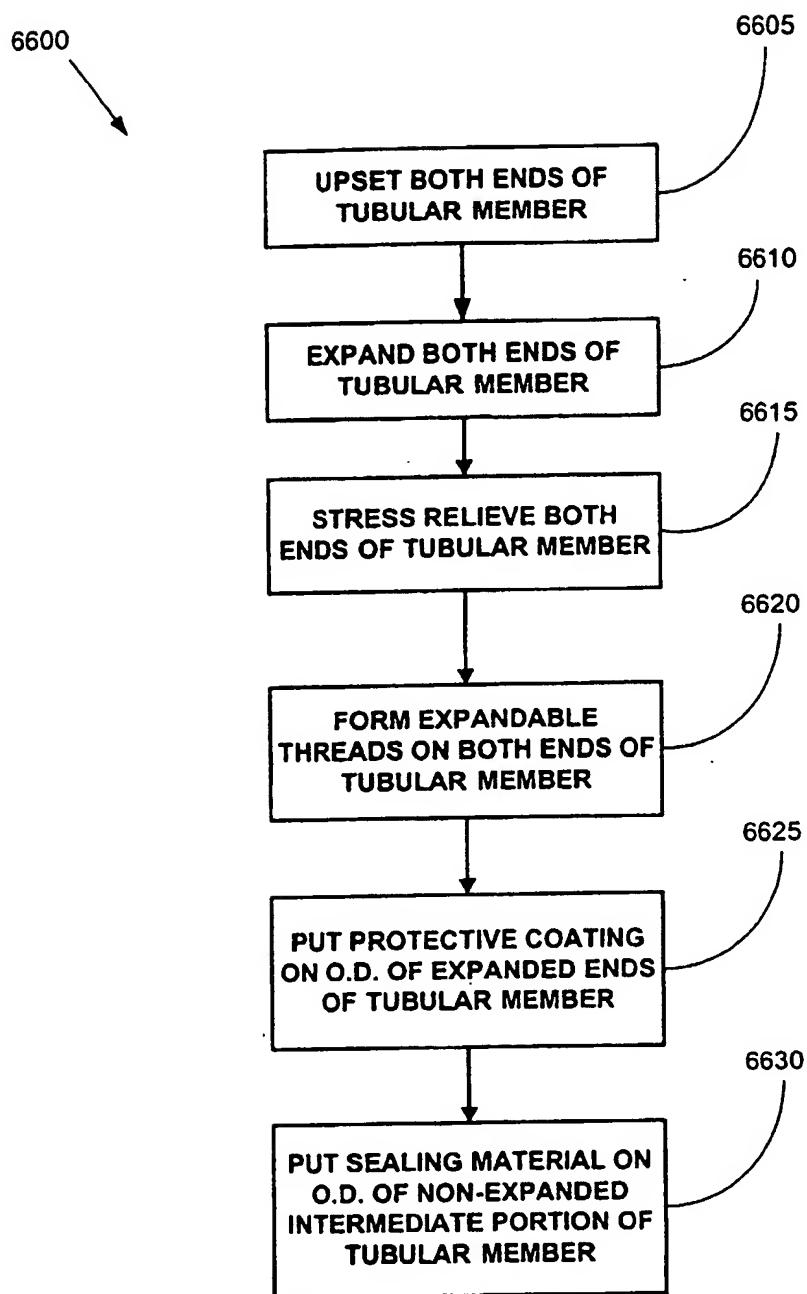 6600
6605
UPSET BOTH ENDS OF
TUBULAR MEMBER
6610
EXPAND BOTH ENDS OF
TUBULAR MEMBER
6615
STRESS RELIEVE BOTH
ENDS OF TUBULAR MEMBER
6620
FORM EXPANDABLE
THREADS ON BOTH ENDS OF
TUBULAR MEMBER
6625
PUT PROTECTIVE COATING
ON O.D. OF EXPANDED ENDS
OF TUBULAR MEMBER
6630
PUT SEALING MATERIAL ON
O.D. OF NON-EXPANDED
INTERMEDIATE PORTION OF
TUBULAR MEMBER